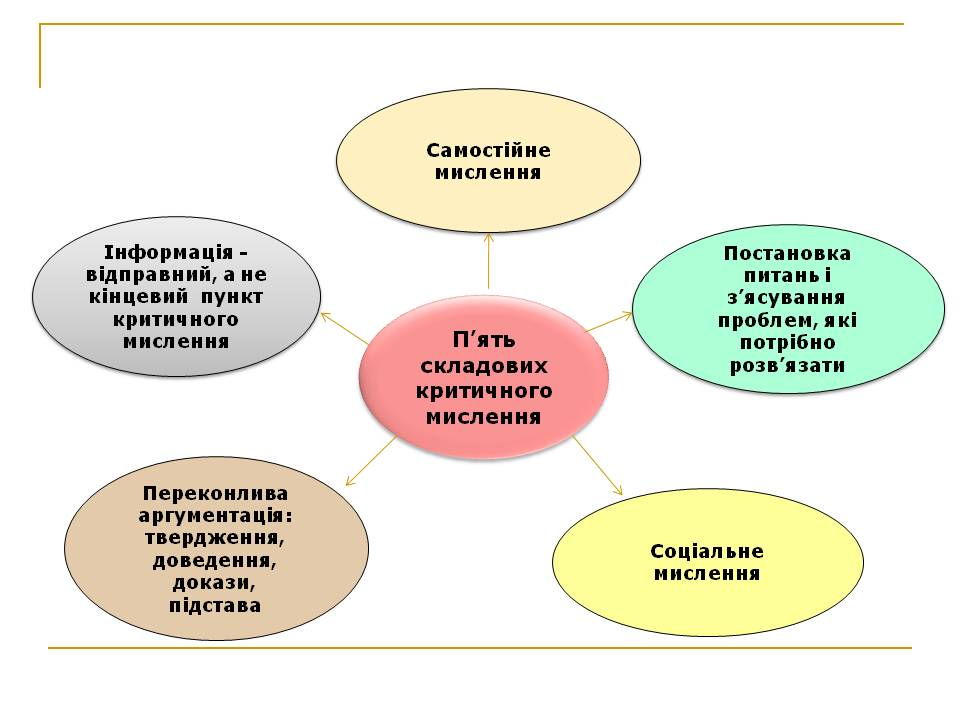 Самостійне
мислення
Інформація -
відправний, а не
кінцевий пункт
критичного
мислення
Постановка
питань і
з’ясування
проблем, які
потрібно
розв’язати
П’ять
складових
критичного
мислення
Переконлива
аргументація:
твердження,
доведення,
докази,
підстава
Соціальне
мислення